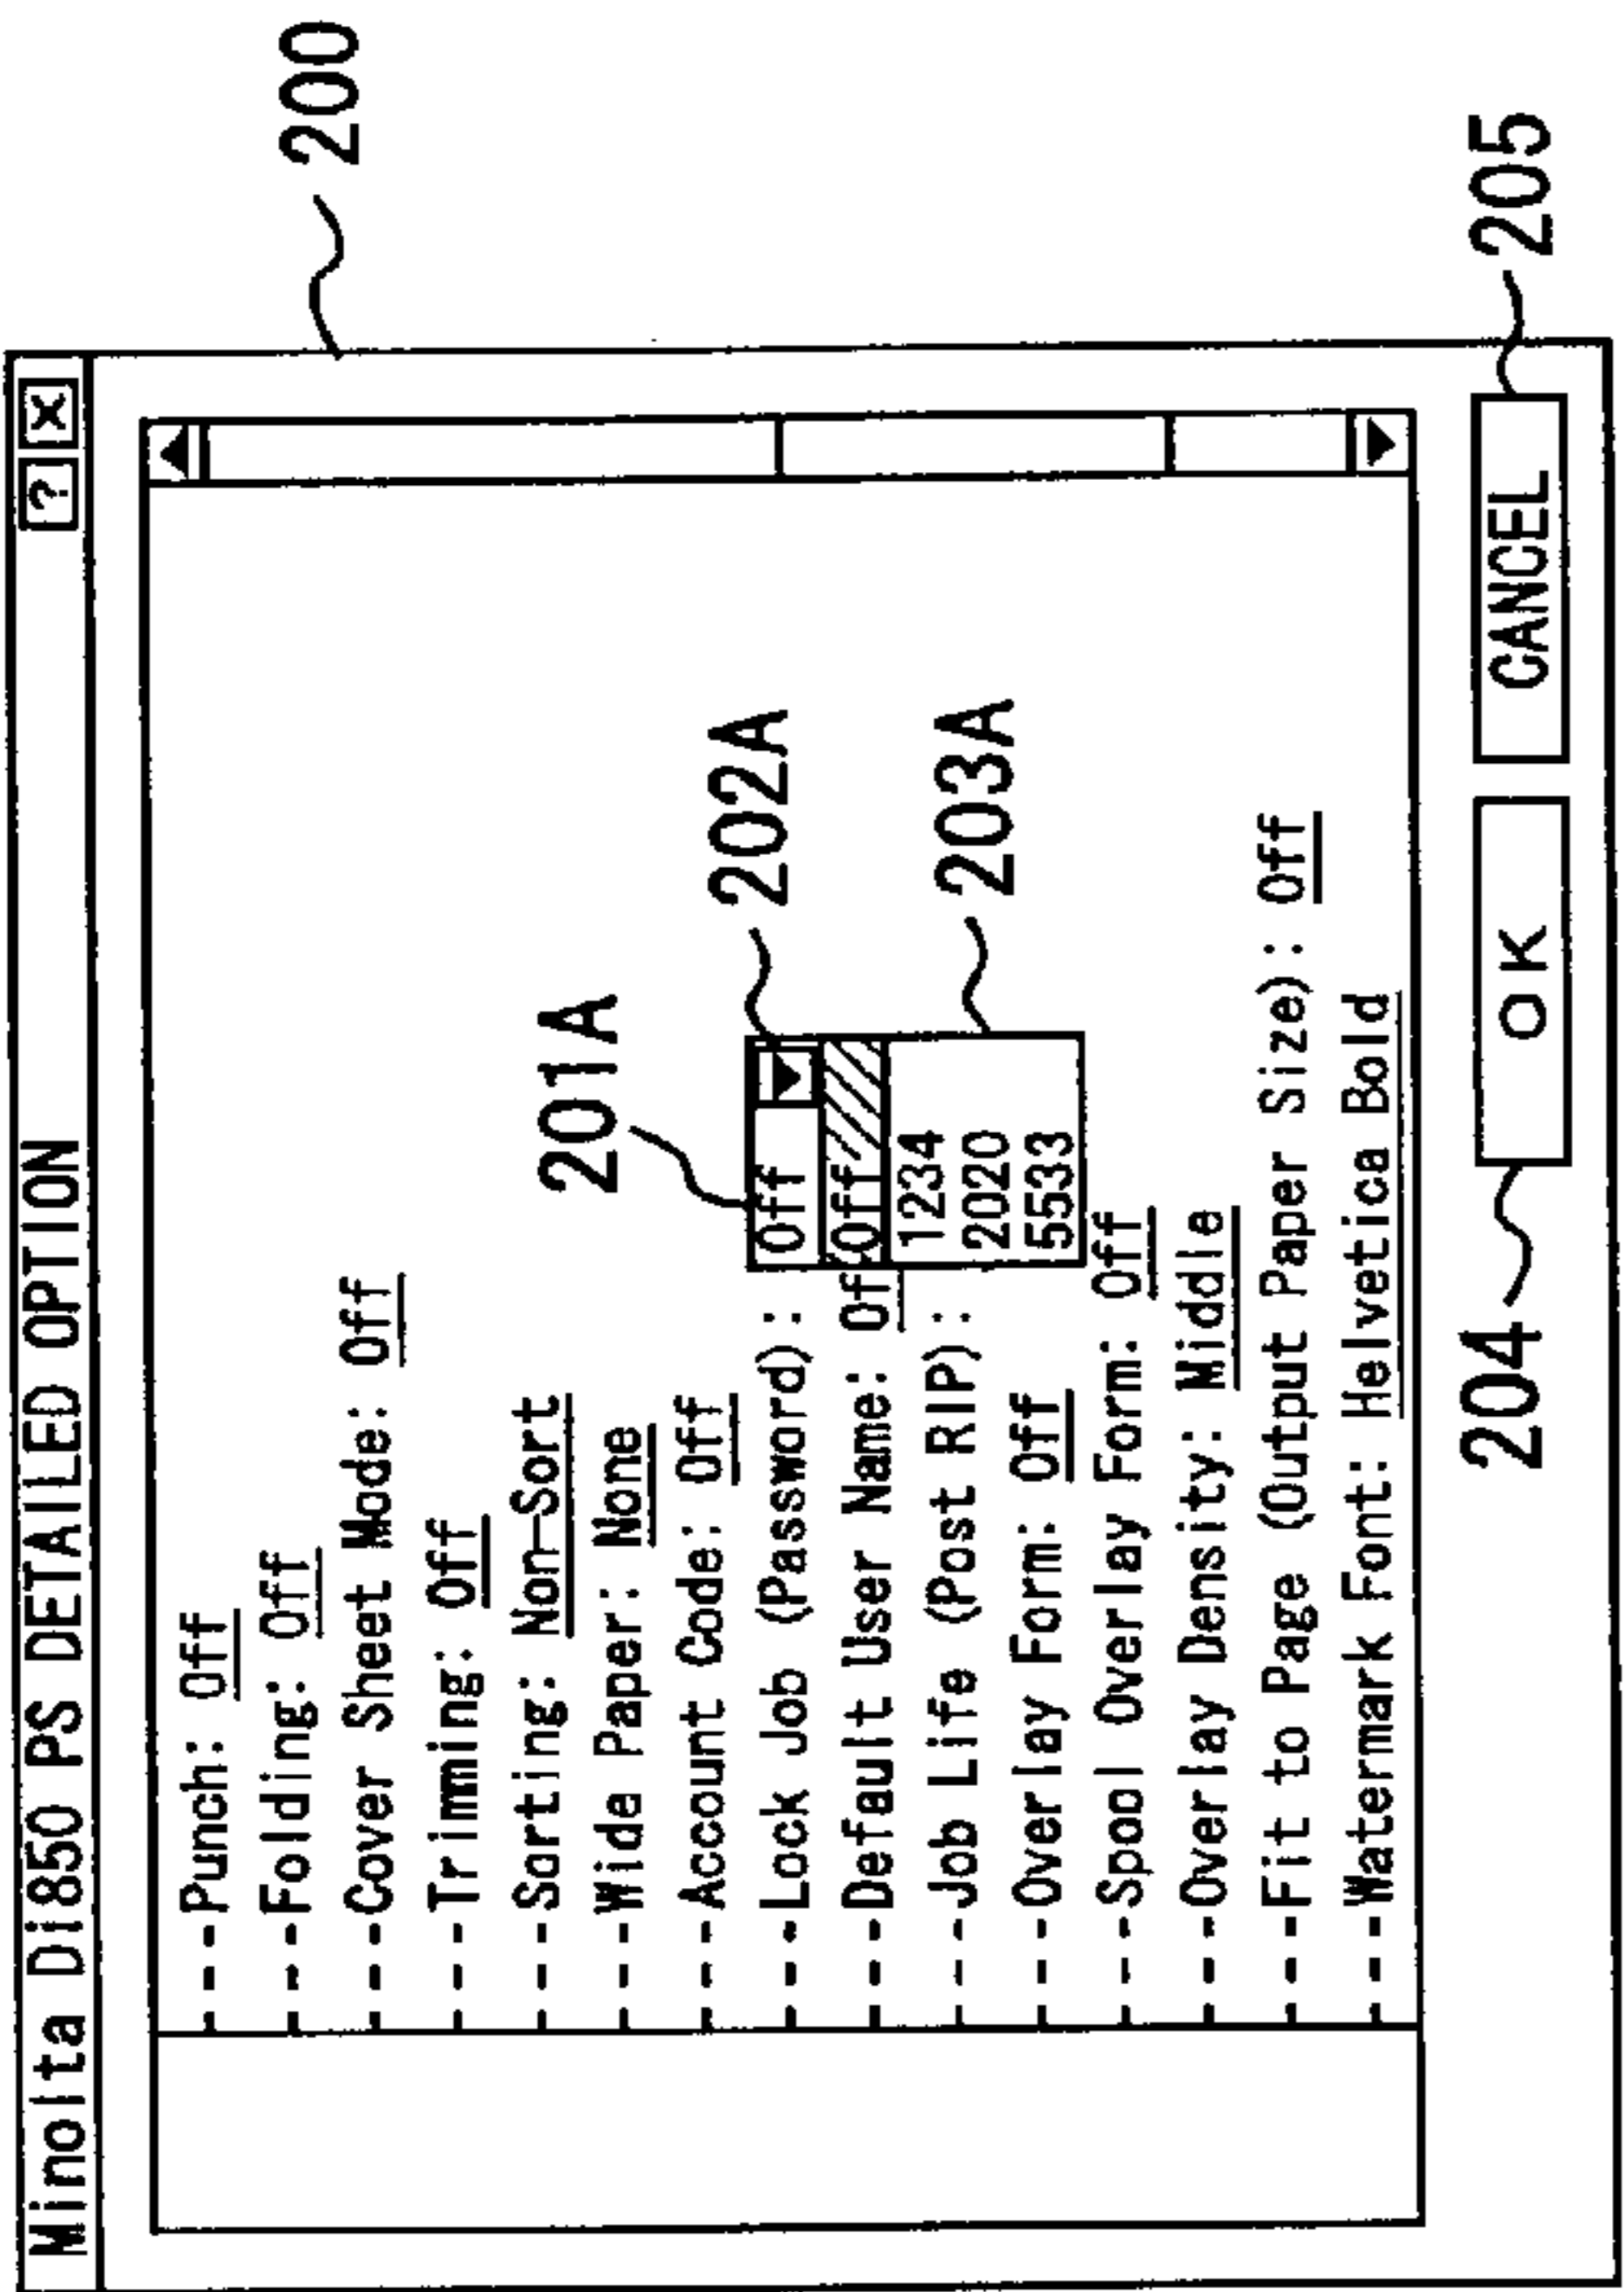 Minolta Di850 PS DETAILED OPTION ? X
200
---Punch: Off
---Folding: Off
---Cover Sheet Mode: Off
---Trimming: Off
201A
---Sorting: Non-Sort
---Wide Paper: None
---Account Code: Off
202A
---Lock Job (Password): Off
---Default User Name: Of Off
---Job Life (Post RIP): 1234
2020
5533
203A
---Overlay Form: Off
---Spool Overlay Form: Off
---Overlay Density: Middle
---Fit to Page (Output Paper Size): Off
---Watermark Font: Helvetica Bold
204
OK
CANCEL
205